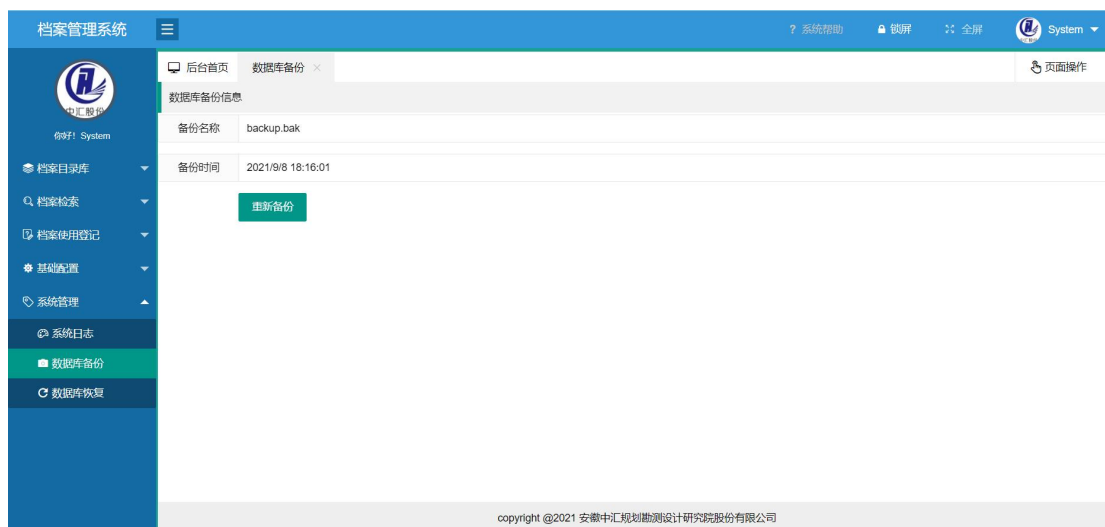 档案管理系统
? 系统帮助 锁屏 全屏 System
后台首页 数据库备份 × 页面操作
中汇股份
你好! System
数据库备份信息
备份名称 backup.bak
备份时间 2021/9/8 18:16:01
重新备份
档案目录库
档案检索
档案使用登记
基础配置
系统管理
系统日志
数据库备份
数据库恢复
copyright @2021 安徽中汇规划勘测设计研究院股份有限公司